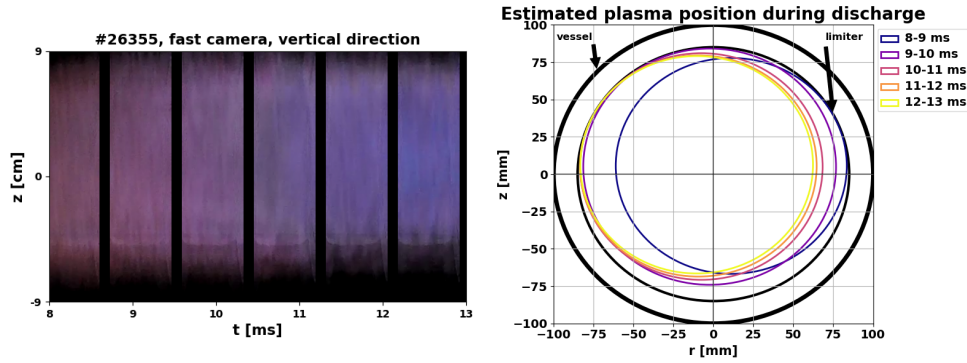 #26355, fast camera, vertical direction
9
0
-9
z [cm]
8
9
10
11
12
13
t [ms]
Estimated plasma position during discharge
vessel
limiter
100
75
50
25
0
−25
−50
−75
−100
z [mm]
−100
−75
−50
−25
0
25
50
75
100
r [mm]
8-9 ms
9-10 ms
10-11 ms
11-12 ms
12-13 ms